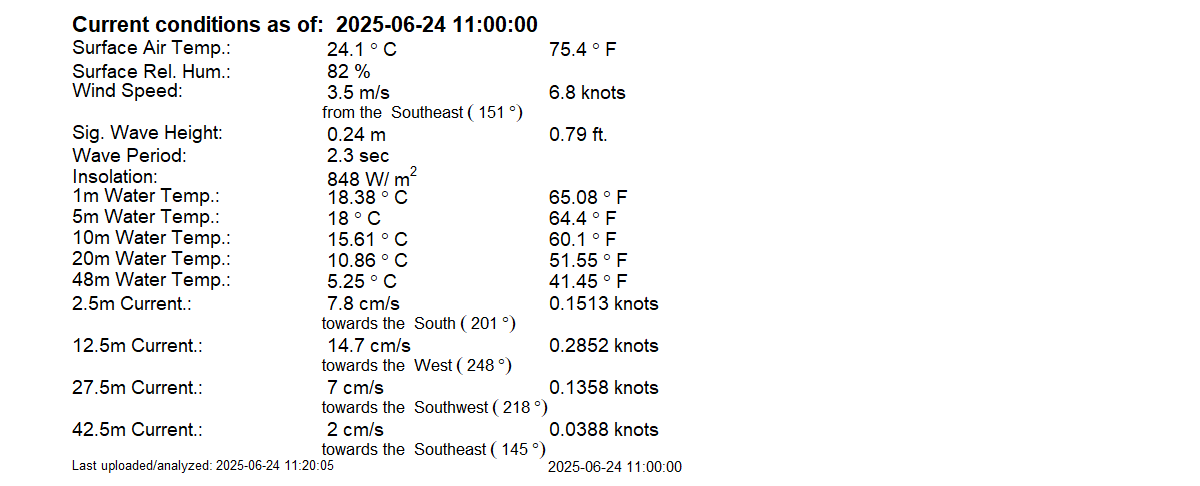 Current conditions as of: 2025-06-24 11:00:00
Surface Air Temp.: 24.1 ° C 75.4 ° F
Surface Rel. Hum.: 82 %
Wind Speed: 3.5 m/s 6.8 knots
from the Southeast ( 151 °)
Sig. Wave Height: 0.24 m 0.79 ft.
Wave Period: 2.3 sec
Insolation: 848 W/ m²
1m Water Temp.: 18.38 ° C 65.08 ° F
5m Water Temp.: 18 ° C 64.4 ° F
10m Water Temp.: 15.61 ° C 60.1 ° F
20m Water Temp.: 10.86 ° C 51.55 ° F
48m Water Temp.: 5.25 ° C 41.45 ° F
2.5m Current.: 7.8 cm/s 0.1513 knots
towards the South ( 201 °)
12.5m Current.: 14.7 cm/s 0.2852 knots
towards the West ( 248 °)
27.5m Current.: 7 cm/s 0.1358 knots
towards the Southwest ( 218 °)
42.5m Current.: 2 cm/s 0.0388 knots
towards the Southeast ( 145 °)
Last uploaded/analyzed: 2025-06-24 11:20:05 2025-06-24 11:00:00